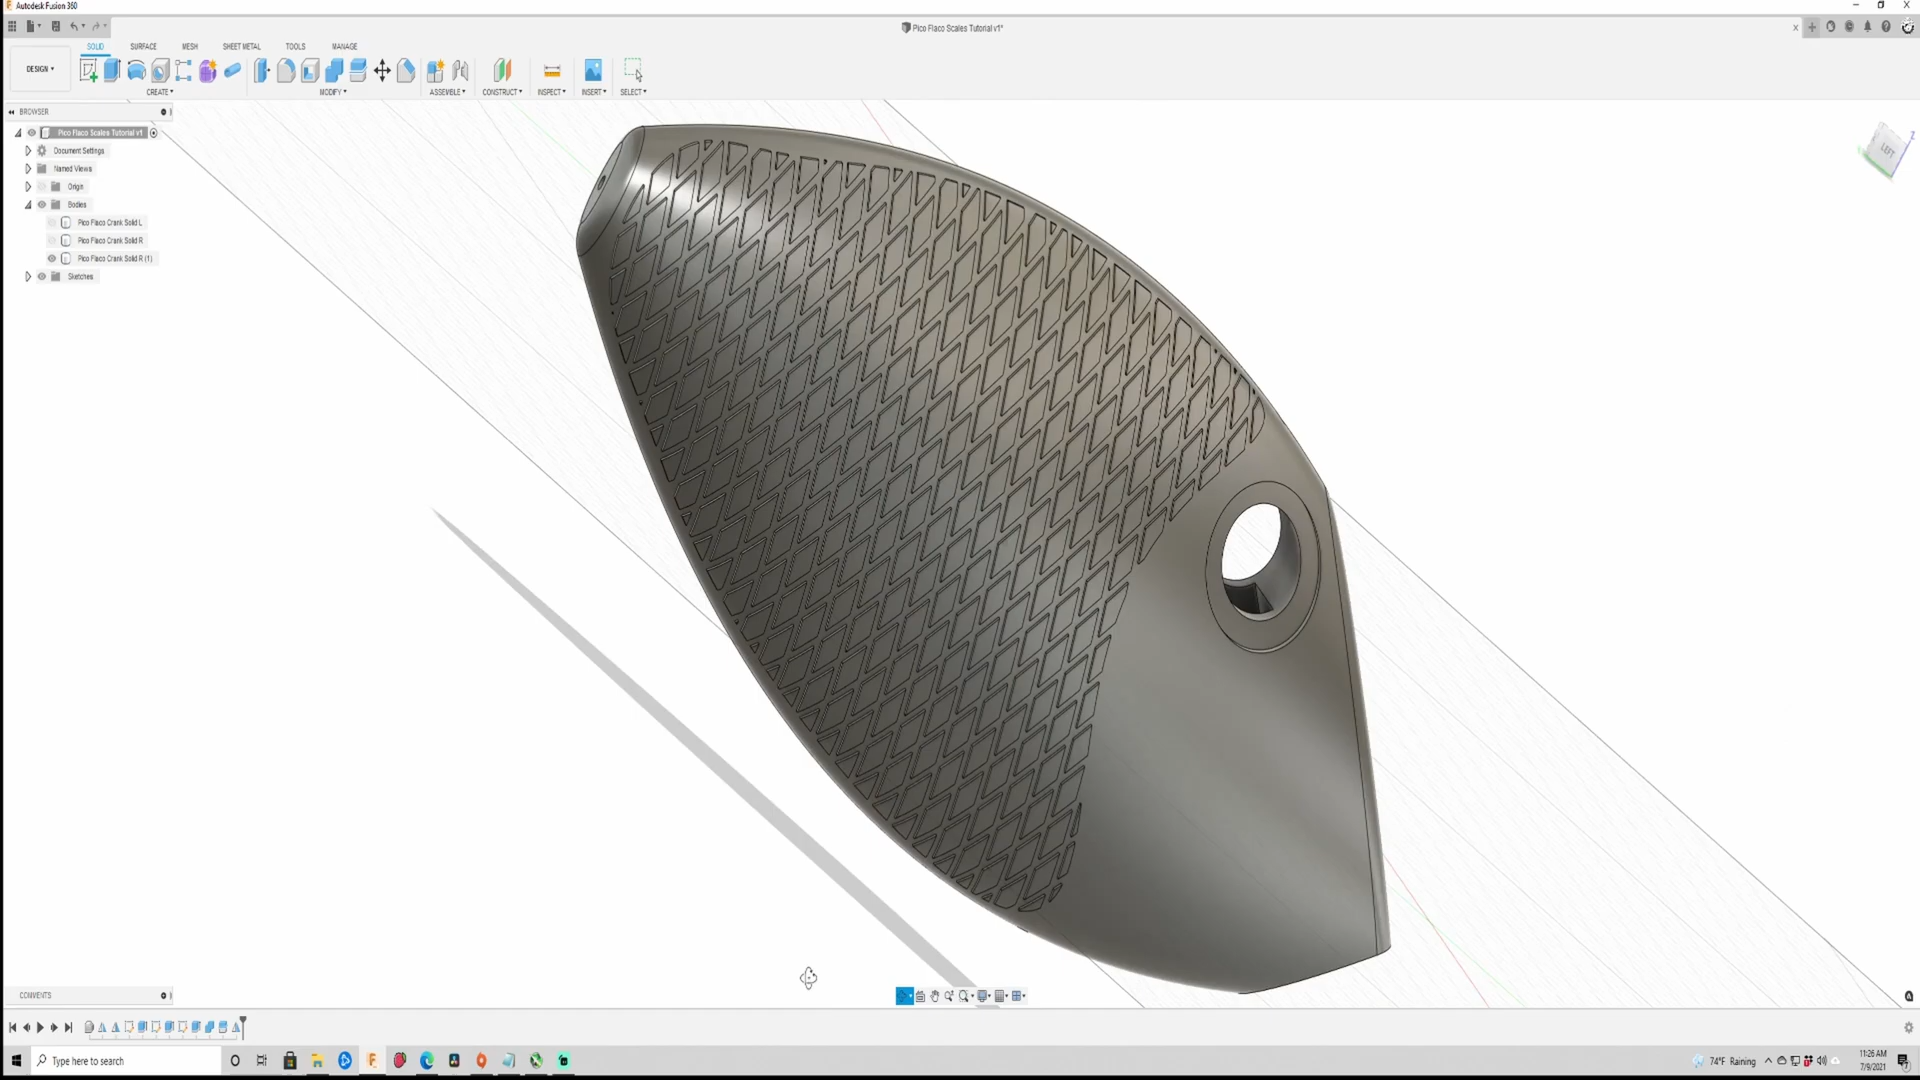 Autodesk Fusion 360
Pico Flaco Scales Tutorial v1*
SOLID SURFACE MESH SHEET METAL TOOLS MANAGE
DESIGN
CREATE MODIFY ASSEMBLE CONSTRUCT INSPECT INSERT SELECT
BROWSER
Pico Flaco Scales Tutorial v1
Document Settings
Named Views
Origin
Bodies
Pico Flaco Crank Solid L
Pico Flaco Crank Solid R
Pico Flaco Crank Solid R (1)
Sketches
LEFT
Z
COMMENTS
Type here to search
74°F Raining
11:26 AM
7/9/2021